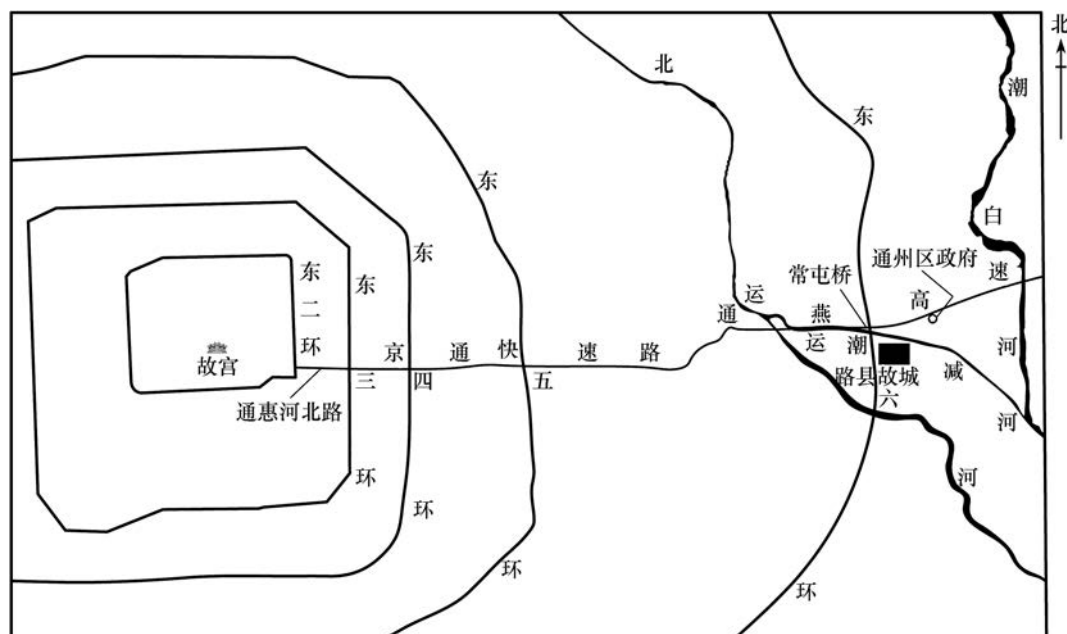 北
北运河
潮白河
东六环
东五环
东四环
东三环
东二环
通州区政府
常屯桥
通燕高速
运潮减河
路县故城
京通快速路
故宫
通惠河北路